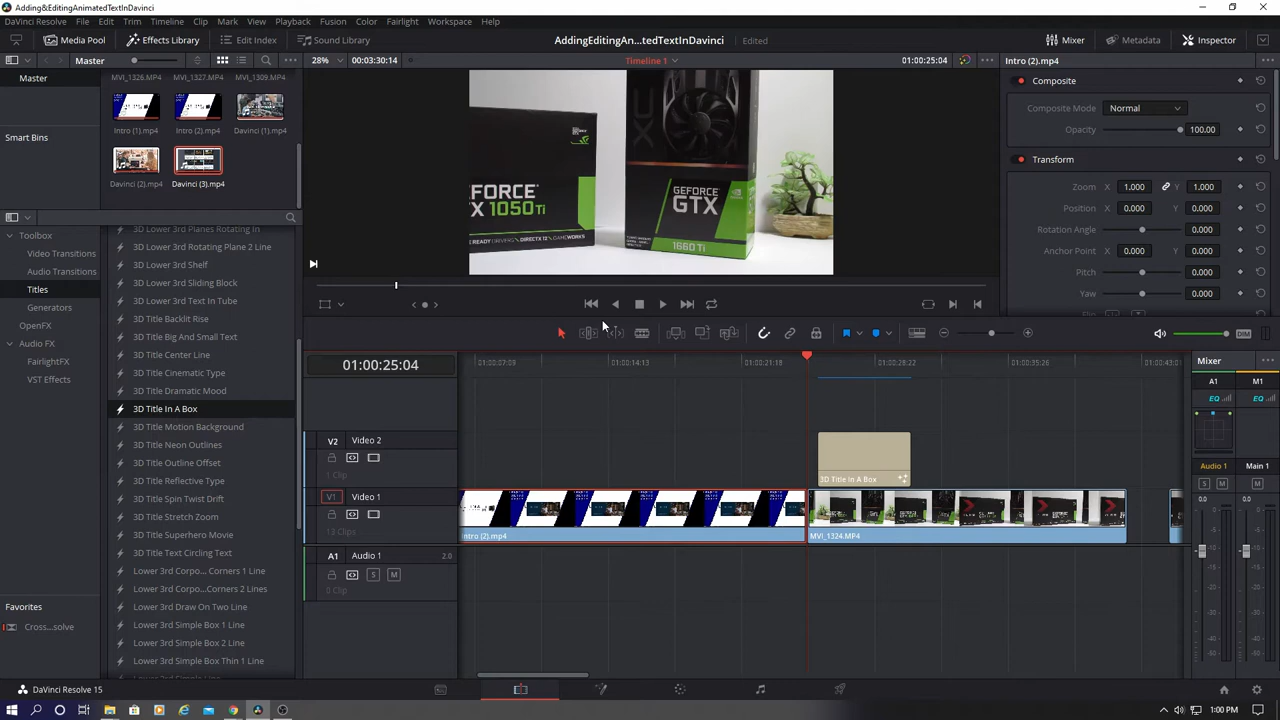 Adding&EditingAnimatedTextInDavinci
DaVinci Resolve File Edit Trim Timeline Clip Mark View Playback Fusion Color Fairlight Workspace Help
Media Pool Effects Library Edit Index Sound Library AddingEditingAn...tedTextInDavinci Edited Mixer Metadata Inspector
Master 28% 00:03:30:14 Timeline 1 01:00:25:04 Intro (2).mp4
Master
MVI_1326.MP4 MVI_1327.MP4 MVI_1309.MP4
Composite
Composite Mode Normal
Opacity 100.00
Smart Bins
Intro (1).mp4 Intro (2).mp4 Davinci (1).mp4
Davinci (2).mp4 Davinci (3).mp4
Transform
Zoom X 1.000 Y 1.000
Position X 0.000 Y 0.000
Rotation Angle 0.000
Anchor Point X 0.000 Y 0.000
Pitch 0.000
Yaw 0.000
FORCE
X 1050Ti
GEFORCE
GTX
1660 Ti
Toolbox
Video Transitions
Audio Transitions
Titles
Generators
OpenFX
Audio FX
FairlightFX
VST Effects
Favorites
Cross...solve
3D Lower 3rd Planes Rotating In
3D Lower 3rd Rotating Plane 2 Line
3D Lower 3rd Shelf
3D Lower 3rd Sliding Block
3D Lower 3rd Text In Tube
3D Title Backlit Rise
3D Title Big And Small Text
3D Title Center Line
3D Title Cinematic Type
3D Title Dramatic Mood
3D Title In A Box
3D Title Motion Background
3D Title Neon Outlines
3D Title Outline Offset
3D Title Reflective Type
3D Title Spin Twist Drift
3D Title Stretch Zoom
3D Title Superhero Movie
3D Title Text Circling Text
Lower 3rd Corpo... Corners 1 Line
Lower 3rd Corpo...Corners 2 Lines
Lower 3rd Draw On Two Line
Lower 3rd Simple Box 1 Line
Lower 3rd Simple Box 2 Line
Lower 3rd Simple Box Thin 1 Line
DIM
01:00:25:04 01:00:07:09 01:00:14:13 01:00:21:18 01:00:28:22 01:00:35:26 01:00:43:01
V2 Video 2
1 Clip
3D Title In A Box
V1 Video 1
13 Clips
Intro (2).mp4 MVI_1324.MP4
A1 Audio 1 2.0
S M
0 Clip
Mixer
A1 M1
EQ EQ
Audio 1 Main 1
S M M
0.0 0.0
DaVinci Resolve 15
1:00 PM